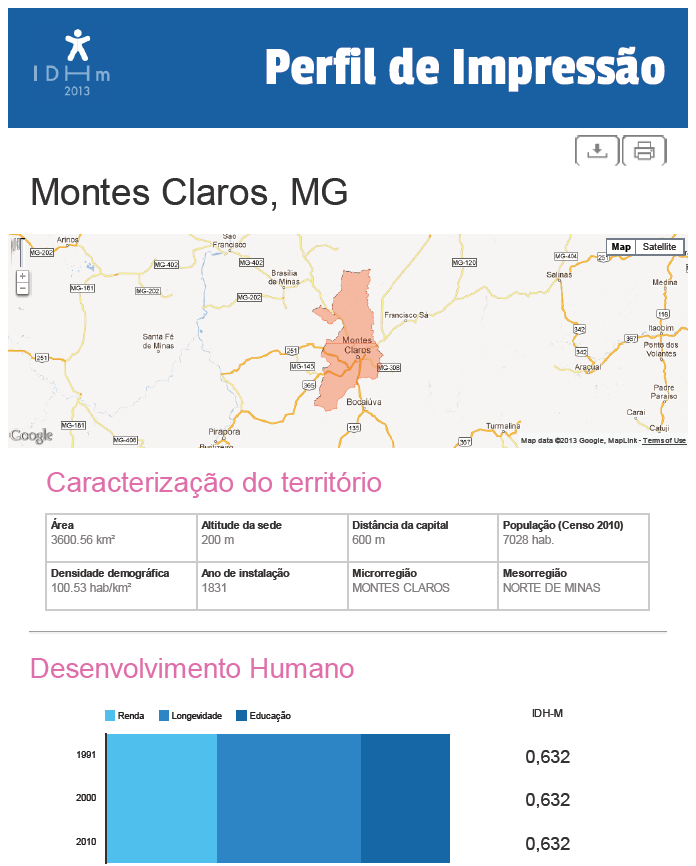 IDHm
2013
Perfil de Impressão
Montes Claros, MG
Arinos
São Francisco
Map Satellite
MG-202
MG-402
MG-402
MG-120
MG-404
251
Brasília de Minas
Salinas
Medina
MG-161
MG-202
MG-202
116
Francisco Sá
Itaobim
342
Santa Fé de Minas
Montes Claros
367
Ponto dos Volantes
251
251
342
MG-145
MG-308
Araçuaí
365
Padre Paraíso
Bocaiúva
Caraí
MG-161
Pirapora
135
Turmalina
Catuji
Google
MG-408
367
Map data ©2013 Google, MapLink - Terms of Use
Caracterização do território
Área Altitude da sede Distância da capital População (Censo 2010)
3600.56 km² 200 m 600 m 7028 hab.
Densidade demográfica Ano de instalação Microrregião Mesorregião
100.53 hab/km² 1831 MONTES CLAROS NORTE DE MINAS
Desenvolvimento Humano
Renda Longevidade Educação IDH-M
1991 0,632
2000 0,632
2010 0,632